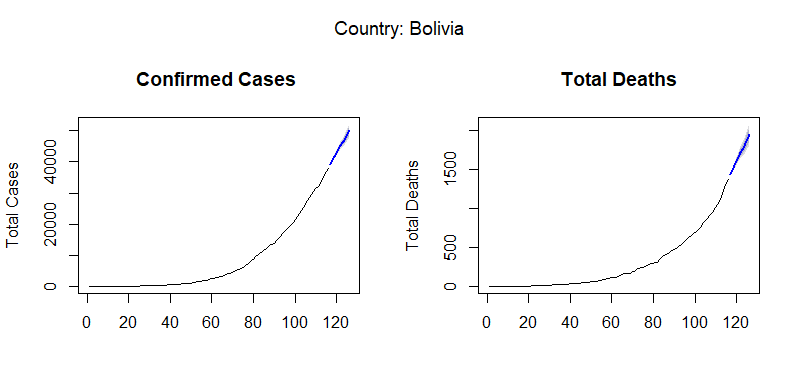 Country: Bolivia
Confirmed Cases
Total Cases
0
20000
40000
0 20 40 60 80 100 120
Total Deaths
Total Deaths
0
500
1500
0 20 40 60 80 100 120